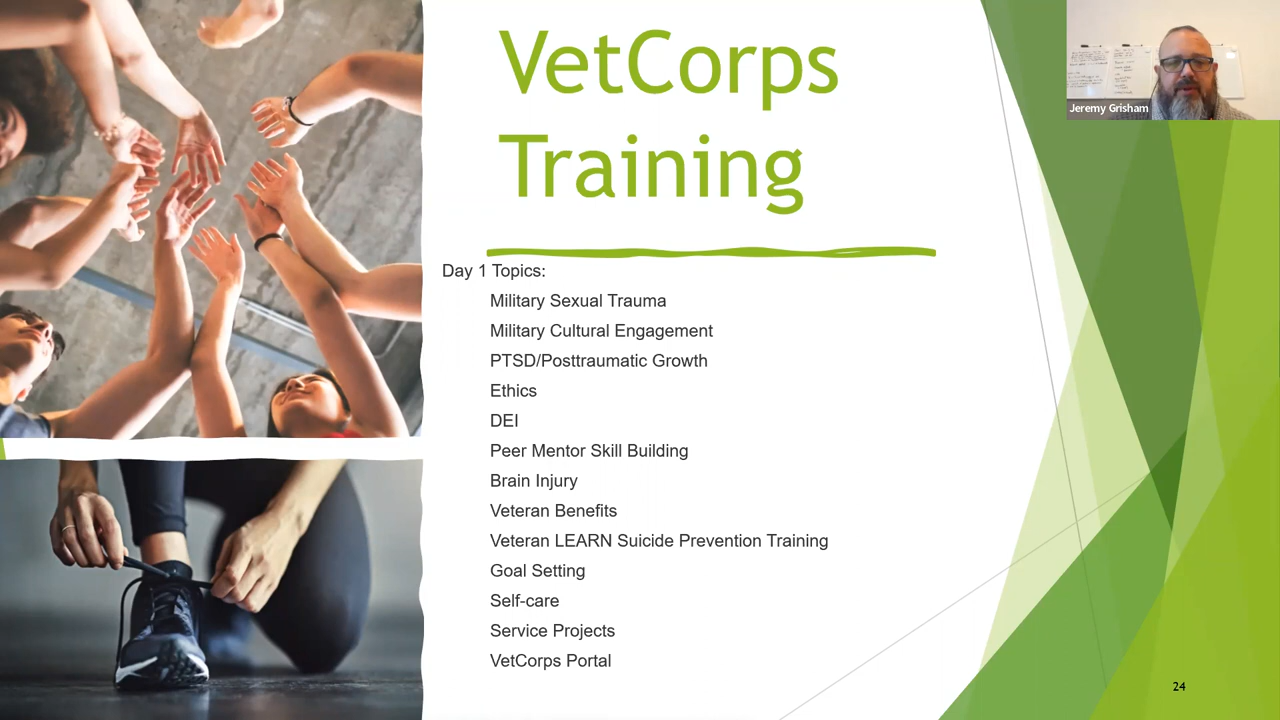 VetCorps
Training
Jeremy Grisham
Day 1 Topics:
Military Sexual Trauma
Military Cultural Engagement
PTSD/Posttraumatic Growth
Ethics
DEI
Peer Mentor Skill Building
Brain Injury
Veteran Benefits
Veteran LEARN Suicide Prevention Training
Goal Setting
Self-care
Service Projects
VetCorps Portal
24